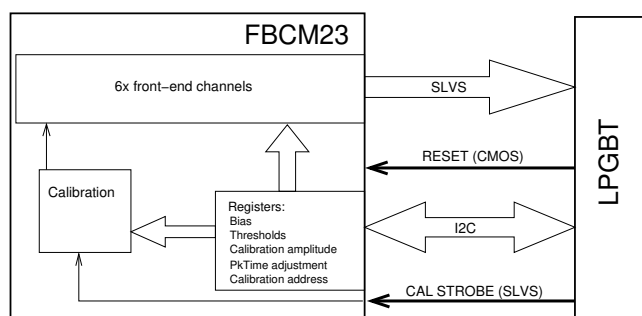 FBCM23
6x front−end channels
SLVS
LPGBT
RESET (CMOS)
Calibration
Registers:
Bias
Thresholds
Calibration amplitude
PkTime adjustment
Calibration address
I2C
CAL STROBE (SLVS)